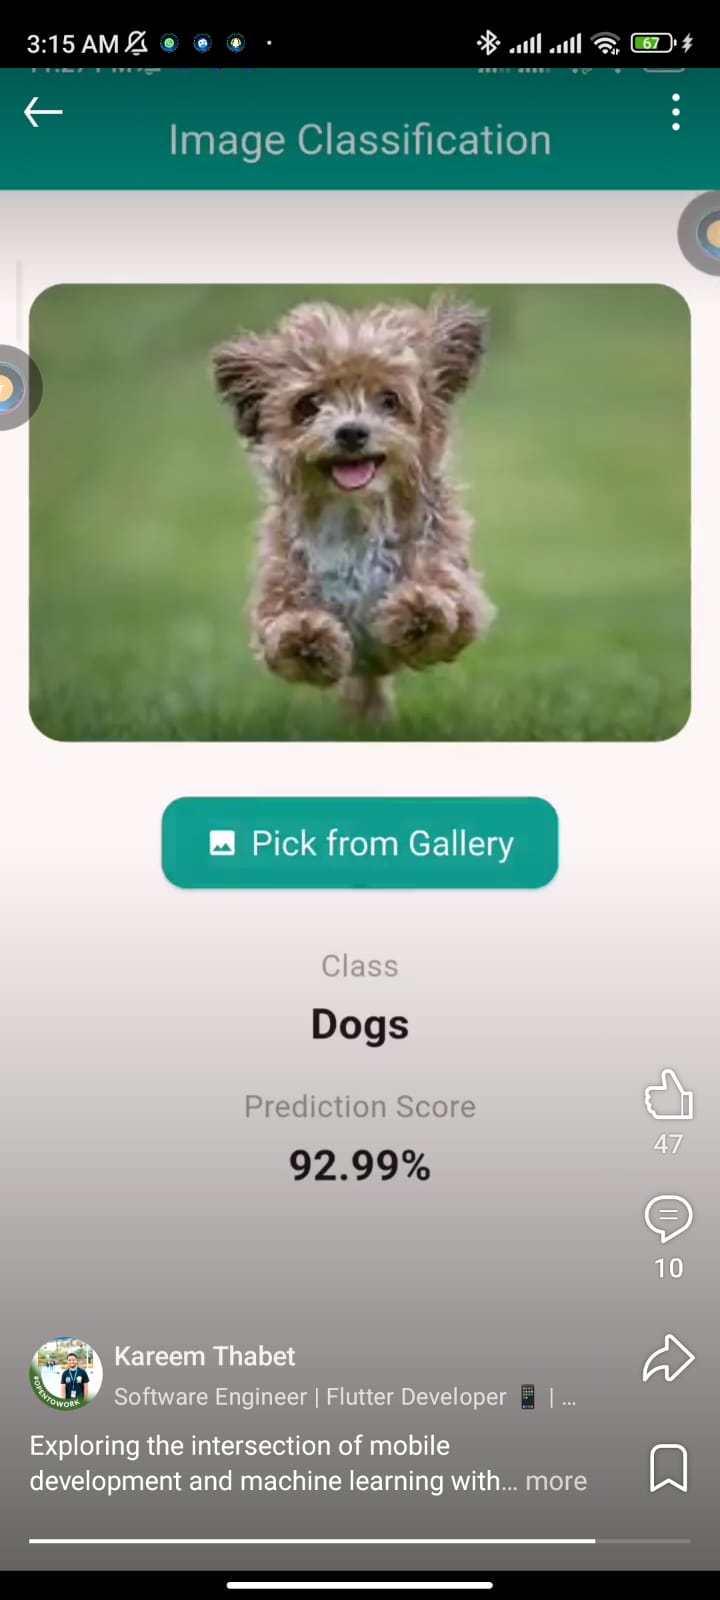 3:15 AM
67
Image Classification
Pick from Gallery
Class
Dogs
Prediction Score
92.99%
47
10
Kareem Thabet
#OPENTOWORK
Software Engineer | Flutter Developer 📱 | ...
Exploring the intersection of mobile
development and machine learning with... more